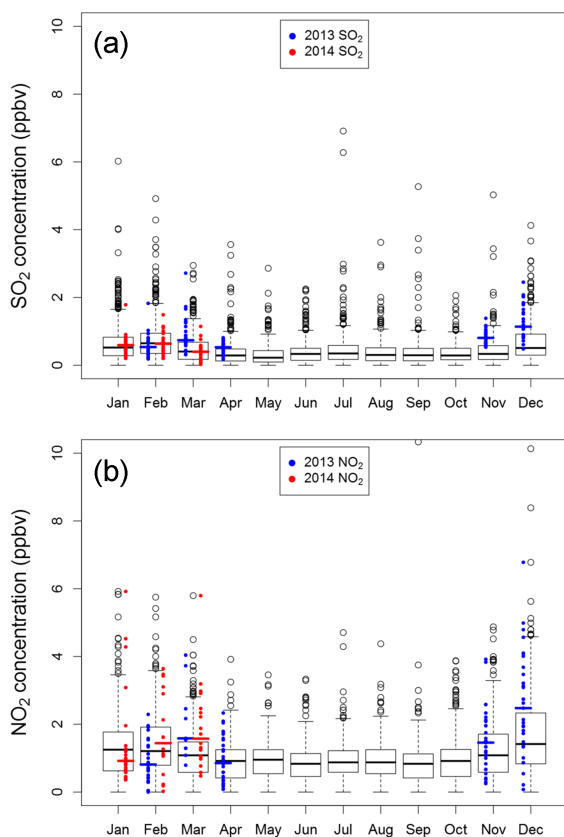 (a)
2013 SO₂
2014 SO₂
SO₂ concentration (ppbv)
10
8
6
4
2
0
Jan Feb Mar Apr May Jun Jul Aug Sep Oct Nov Dec
(b)
2013 NO₂
2014 NO₂
NO₂ concentration (ppbv)
10
8
6
4
2
0
Jan Feb Mar Apr May Jun Jul Aug Sep Oct Nov Dec